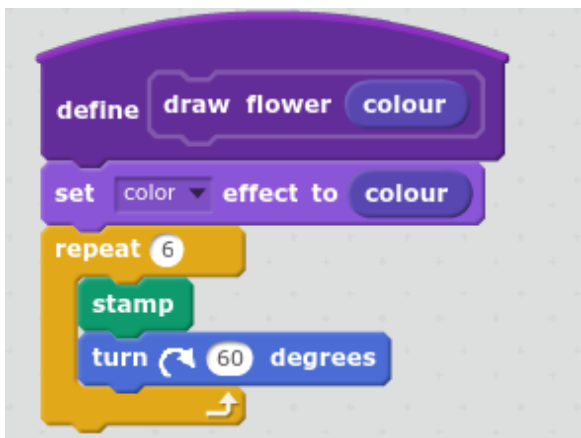 define draw flower colour
set color effect to colour
repeat 6
stamp
turn 60 degrees